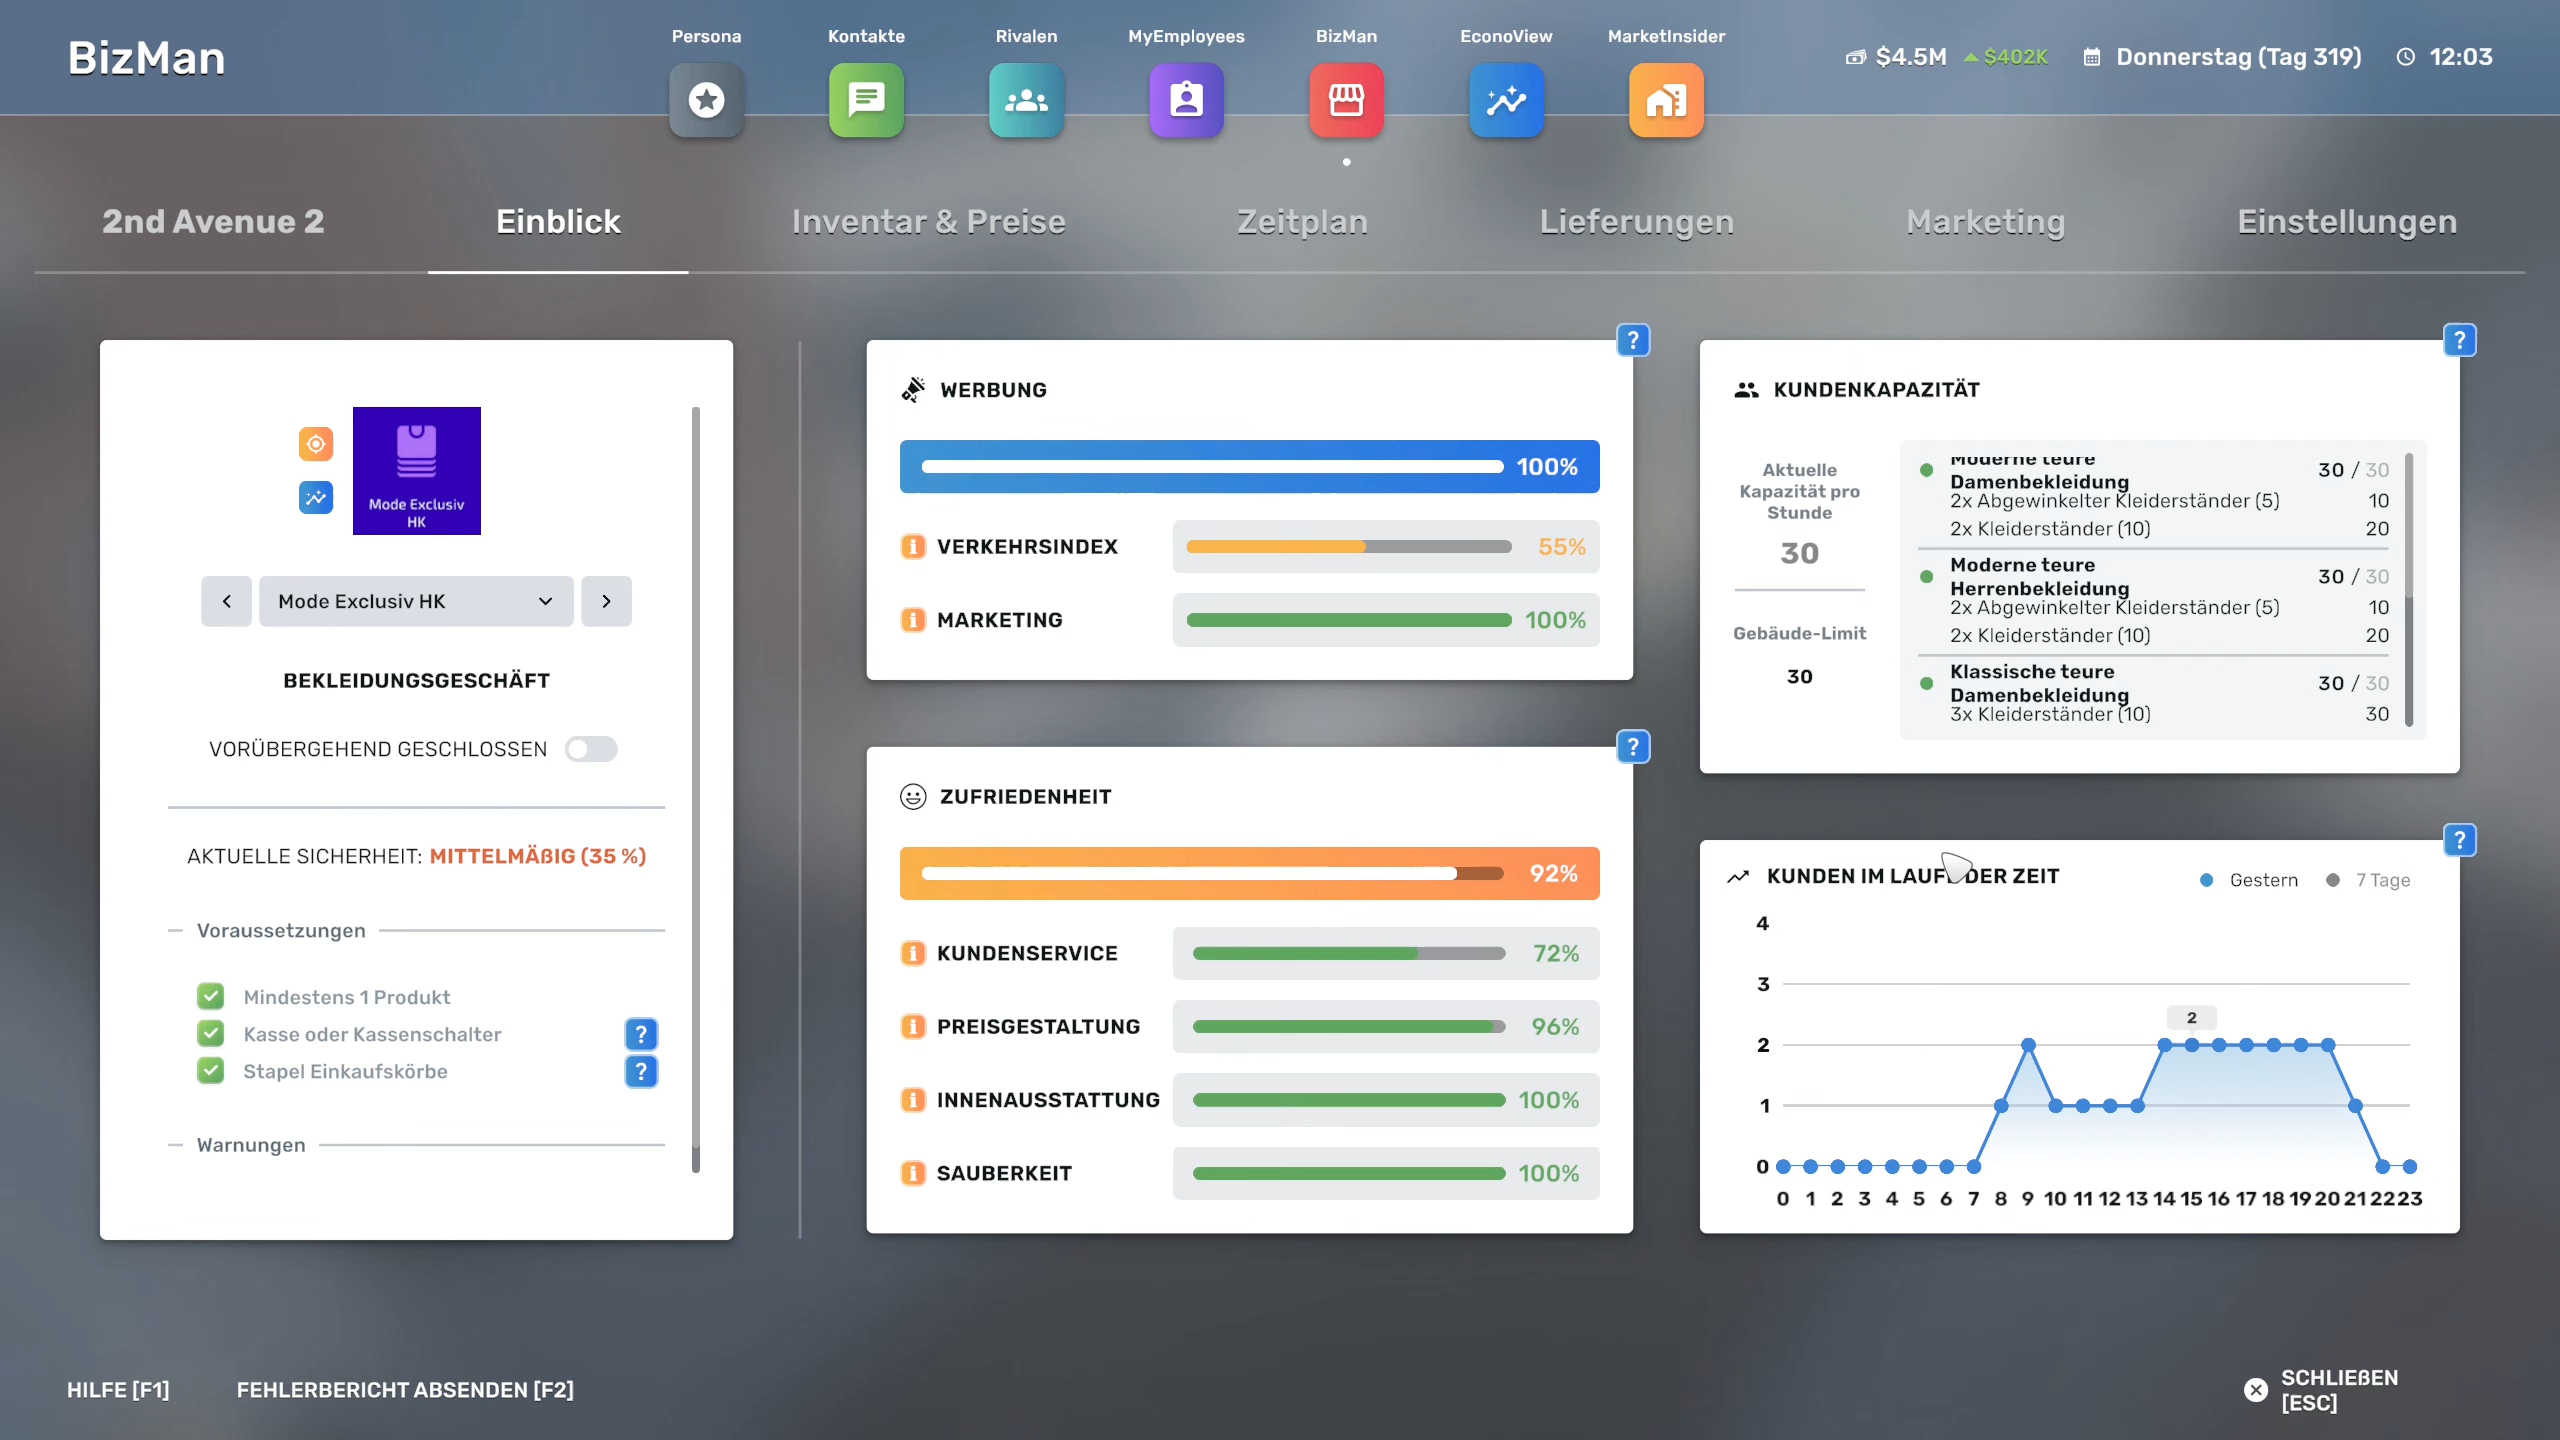 BizMan
Persona
Kontakte
Rivalen
MyEmployees
BizMan
EconoView
MarketInsider
$4.5M
$402K
Donnerstag (Tag 319)
12:03
2nd Avenue 2
Einblick
Inventar & Preise
Zeitplan
Lieferungen
Marketing
Einstellungen
Mode Exclusiv
HK
Mode Exclusiv HK
BEKLEIDUNGSGESCHÄFT
VORÜBERGEHEND GESCHLOSSEN
AKTUELLE SICHERHEIT: MITTELMÄßIG (35 %)
Voraussetzungen
Mindestens 1 Produkt
Kasse oder Kassenschalter
?
Stapel Einkaufskörbe
?
Warnungen
?
WERBUNG
100%
VERKEHRSINDEX
55%
MARKETING
100%
?
ZUFRIEDENHEIT
92%
KUNDENSERVICE
72%
PREISGESTALTUNG
96%
INNENAUSSTATTUNG
100%
SAUBERKEIT
100%
?
KUNDENKAPAZITÄT
Aktuelle
Kapazität pro
Stunde
30
Gebäude-Limit
30
Moderne teure
Damenbekleidung
30 / 30
2x Abgewinkelter Kleiderständer (5)
10
2x Kleiderständer (10)
20
Moderne teure
Herrenbekleidung
30 / 30
2x Abgewinkelter Kleiderständer (5)
10
2x Kleiderständer (10)
20
Klassische teure
Damenbekleidung
30 / 30
3x Kleiderständer (10)
30
?
KUNDEN IM LAUFE DER ZEIT
Gestern
7 Tage
4
3
2
2
1
0
0 1 2 3 4 5 6 7 8 9 10 11 12 13 14 15 16 17 18 19 20 21 22 23
HILFE [F1]
FEHLERBERICHT ABSENDEN [F2]
SCHLIEßEN
[ESC]